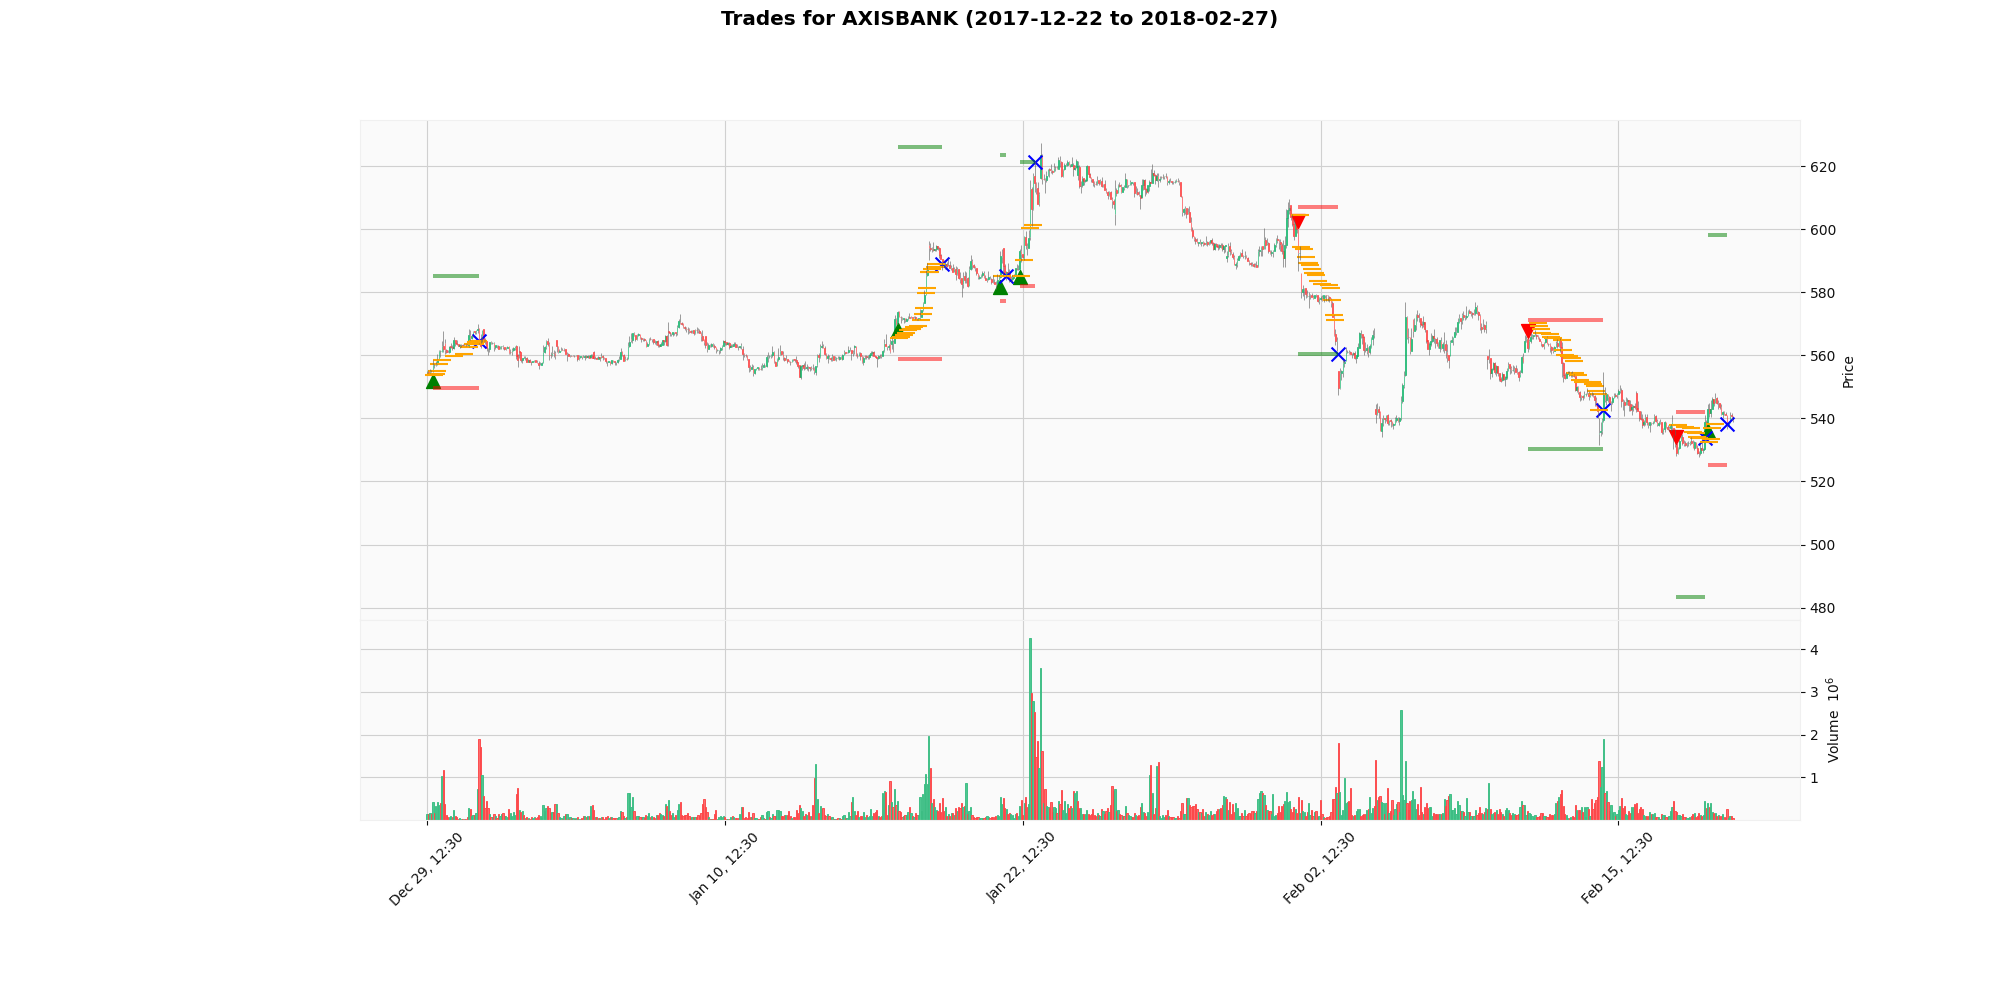 Trades for AXISBANK (2017-12-22 to 2018-02-27)
620
600
580
560
540
520
500
480
Price
4
3
2
1
Volume 10^6
Dec 29, 12:30
Jan 10, 12:30
Jan 22, 12:30
Feb 02, 12:30
Feb 15, 12:30